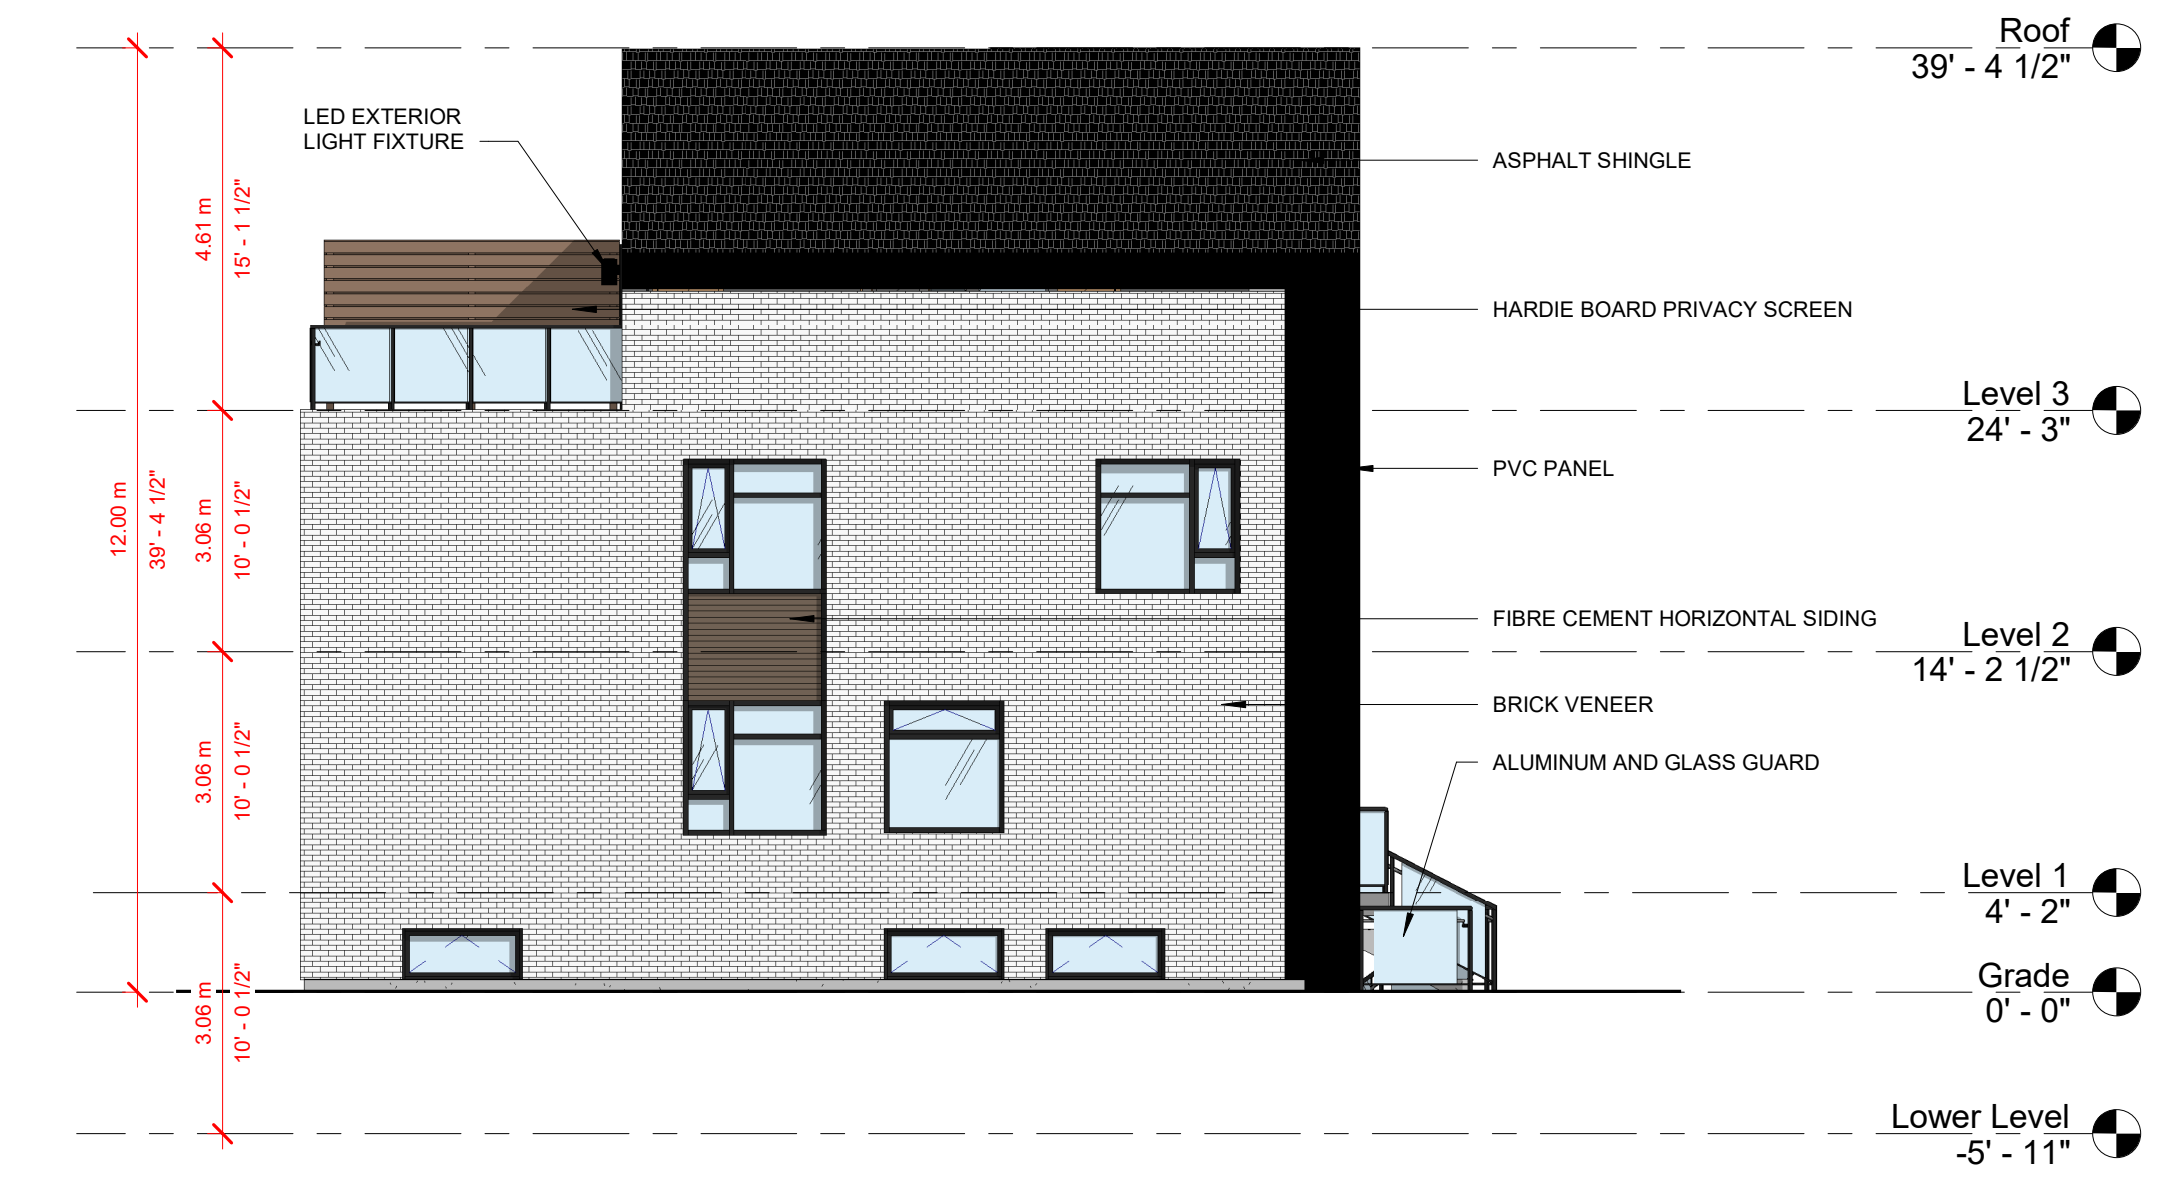 Roof
39' - 4 1/2"
LED EXTERIOR
LIGHT FIXTURE
ASPHALT SHINGLE
4.61 m
15' - 1 1/2"
HARDIE BOARD PRIVACY SCREEN
Level 3
24' - 3"
PVC PANEL
12.00 m
39' - 4 1/2"
3.06 m
10' - 0 1/2"
FIBRE CEMENT HORIZONTAL SIDING
Level 2
14' - 2 1/2"
BRICK VENEER
3.06 m
10' - 0 1/2"
ALUMINUM AND GLASS GUARD
Level 1
4' - 2"
Grade
0' - 0"
3.06 m
10' - 0 1/2"
Lower Level
-5' - 11"